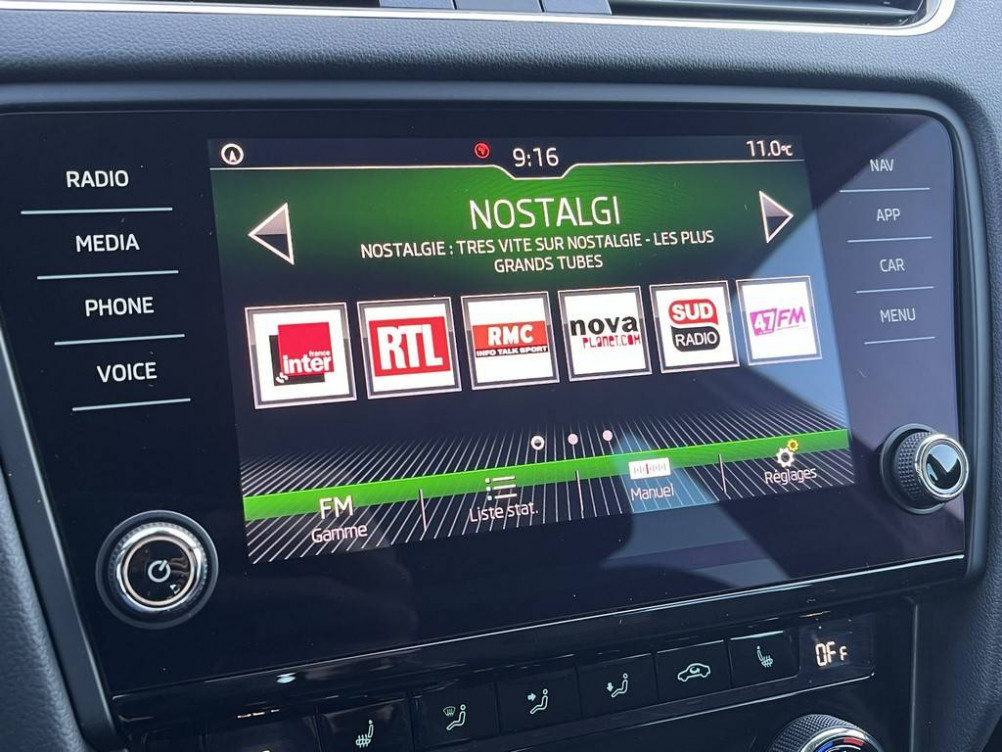 9:16
11.0°C
RADIO
MEDIA
PHONE
VOICE
NAV
APP
CAR
MENU
NOSTALGI
NOSTALGIE : TRES VITE SUR NOSTALGIE - LES PLUS
GRANDS TUBES
france
inter
RTL
RMC
INFO TALK SPORT
nova
PLANET.COM
SUD
RADIO
47FM
FM
Gamme
Liste stat.
Manuel
Réglages
OFF